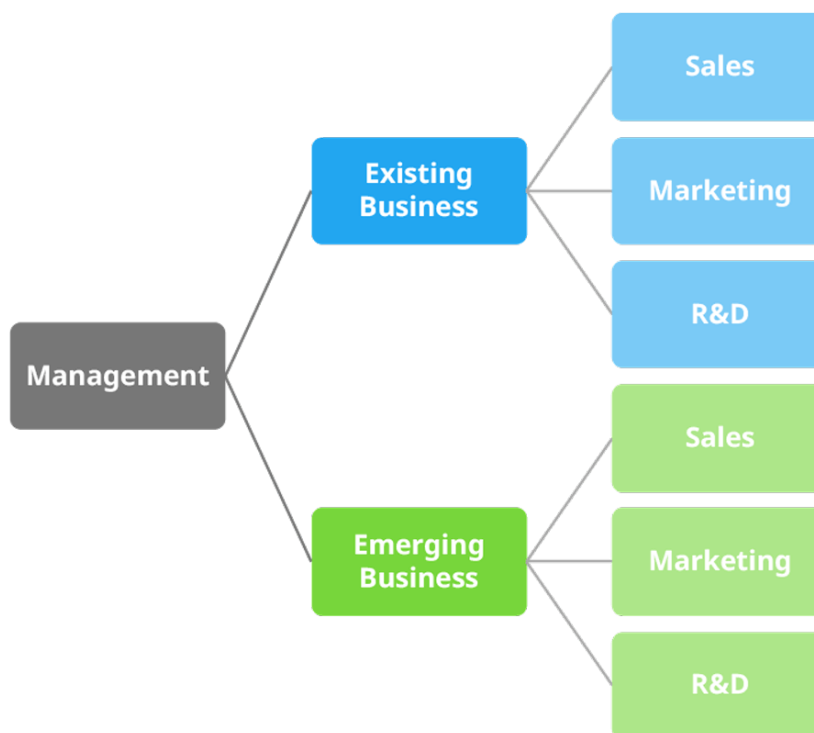 Sales
Existing
Business
Marketing
R&D
Management
Sales
Emerging
Business
Marketing
R&D